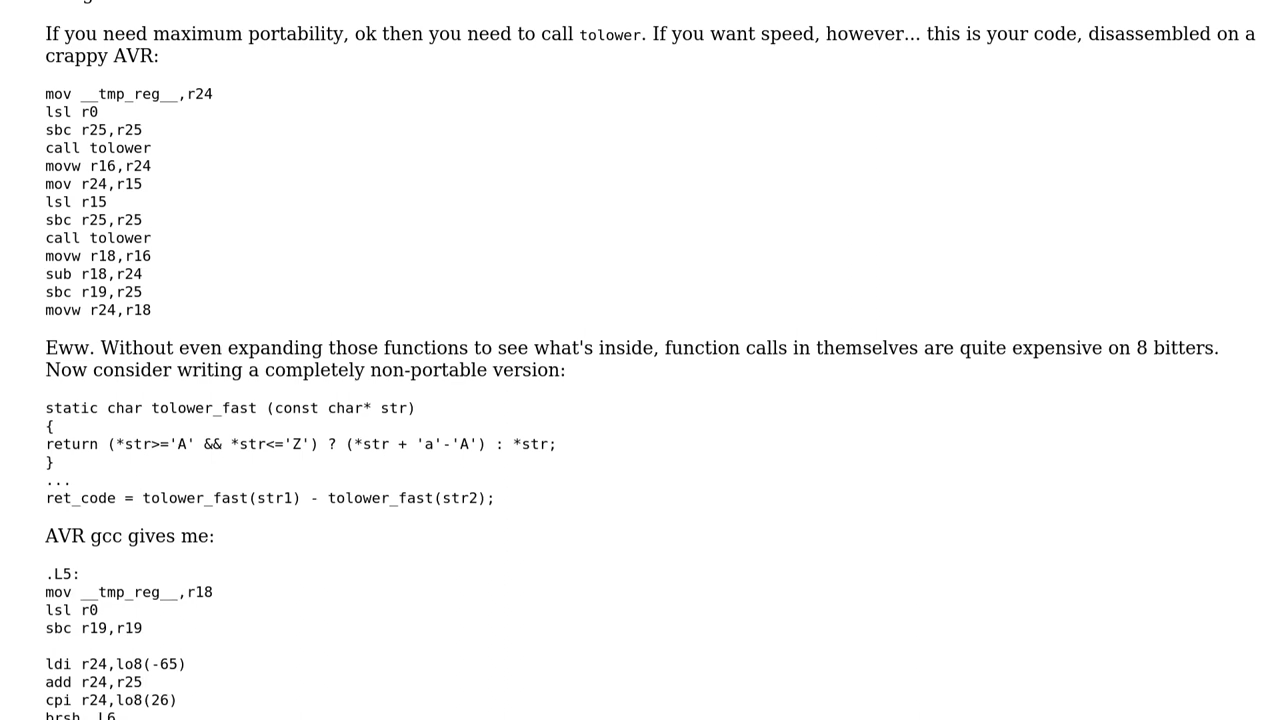 If you need maximum portability, ok then you need to call tolower. If you want speed, however... this is your code, disassembled on a
crappy AVR:
mov __tmp_reg__,r24
lsl r0
sbc r25,r25
call tolower
movw r16,r24
mov r24,r15
lsl r15
sbc r25,r25
call tolower
movw r18,r16
sub r18,r24
sbc r19,r25
movw r24,r18
Eww. Without even expanding those functions to see what's inside, function calls in themselves are quite expensive on 8 bitters.
Now consider writing a completely non-portable version:
static char tolower_fast (const char* str)
{
return (*str>='A' && *str<='Z') ? (*str + 'a'-'A') : *str;
}
...
ret_code = tolower_fast(str1) - tolower_fast(str2);
AVR gcc gives me:
.L5:
mov __tmp_reg__,r18
lsl r0
sbc r19,r19
ldi r24,lo8(-65)
add r24,r25
cpi r24,lo8(26)
brsh .L6